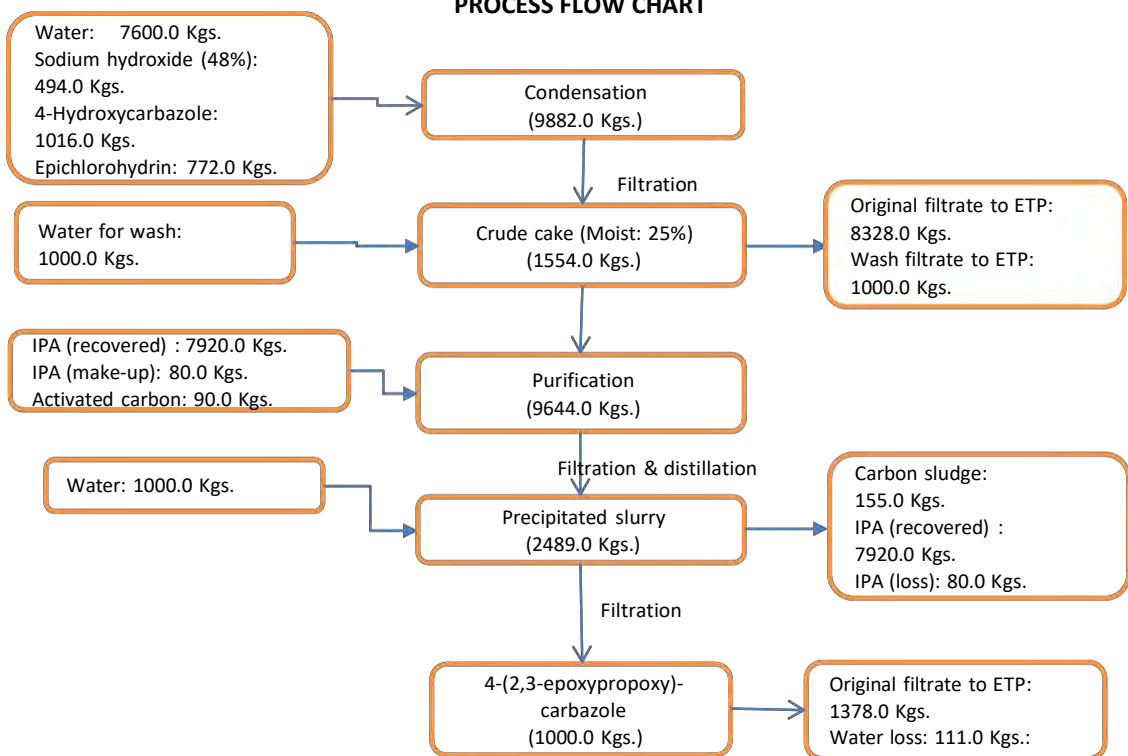 PROCESS FLOW CHART
Water: 7600.0 Kgs.
Sodium hydroxide (48%):
494.0 Kgs.
4-Hydroxycarbazole:
1016.0 Kgs.
Epichlorohydrin: 772.0 Kgs.
Condensation
(9882.0 Kgs.)
Filtration
Water for wash:
1000.0 Kgs.
Crude cake (Moist: 25%)
(1554.0 Kgs.)
Original filtrate to ETP:
8328.0 Kgs.
Wash filtrate to ETP:
1000.0 Kgs.
IPA (recovered) : 7920.0 Kgs.
IPA (make-up): 80.0 Kgs.
Activated carbon: 90.0 Kgs.
Purification
(9644.0 Kgs.)
Filtration & distillation
Water: 1000.0 Kgs.
Precipitated slurry
(2489.0 Kgs.)
Carbon sludge:
155.0 Kgs.
IPA (recovered) :
7920.0 Kgs.
IPA (loss): 80.0 Kgs.
Filtration
4-(2,3-epoxypropoxy)-
carbazole
(1000.0 Kgs.)
Original filtrate to ETP:
1378.0 Kgs.
Water loss: 111.0 Kgs.: